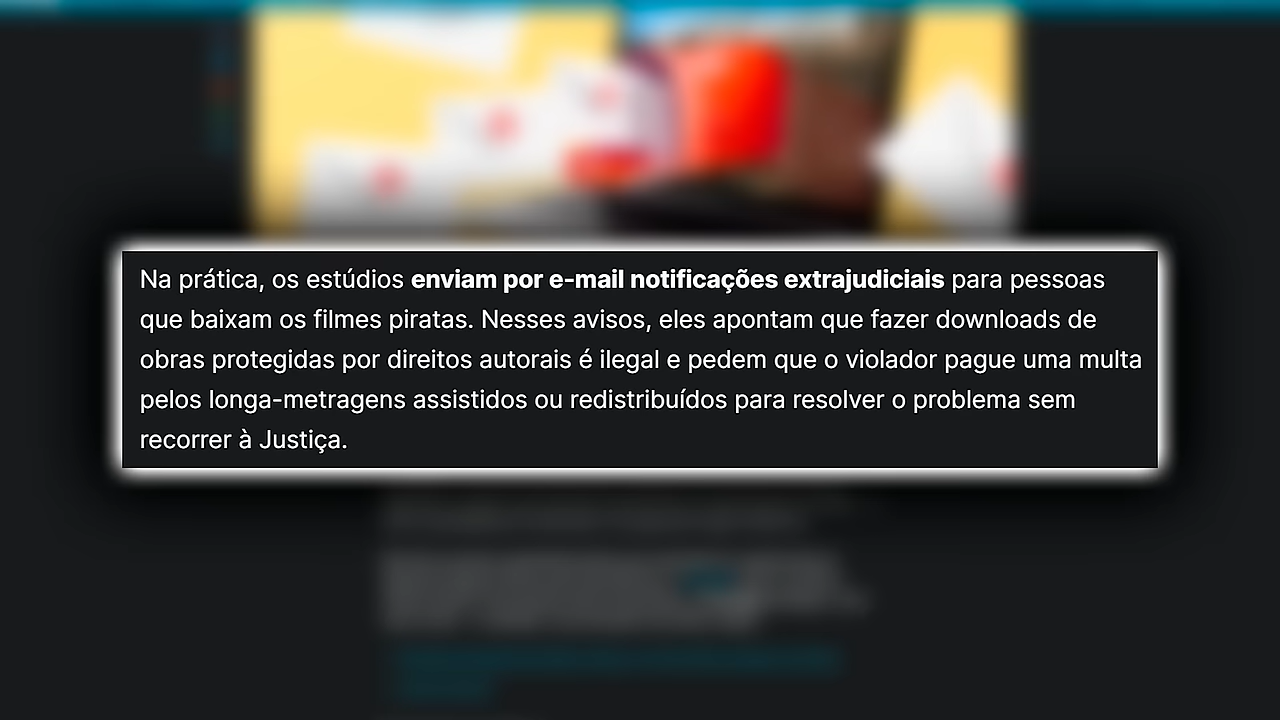 Na prática, os estúdios enviam por e-mail notificações extrajudiciais para pessoas
que baixam os filmes piratas. Nesses avisos, eles apontam que fazer downloads de
obras protegidas por direitos autorais é ilegal e pedem que o violador pague uma multa
pelos longa-metragens assistidos ou redistribuídos para resolver o problema sem
recorrer à Justiça.